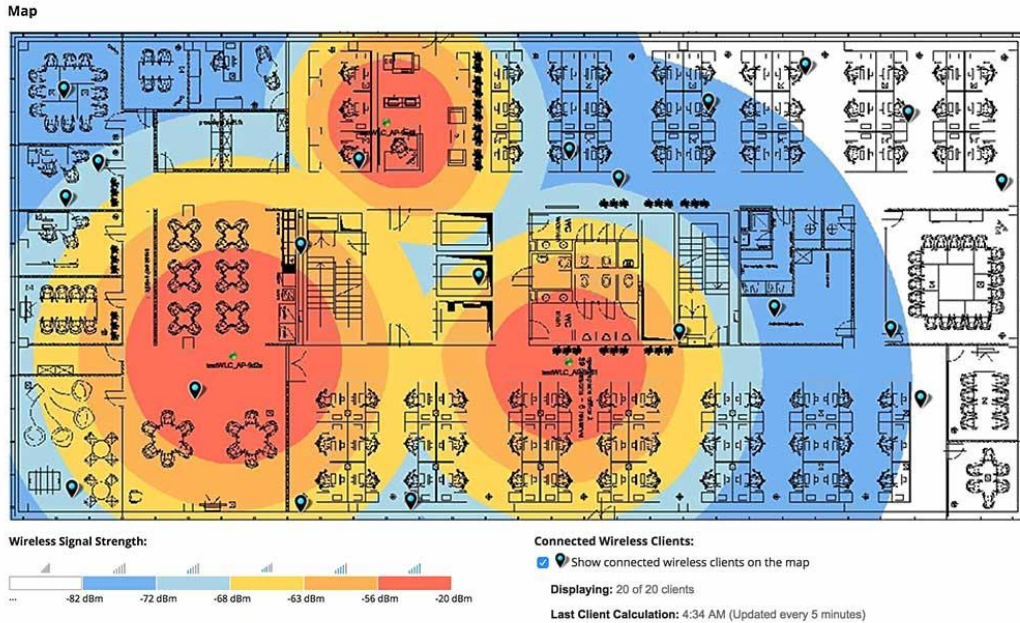 Map
testWLC_AP-9d2a
Wireless Signal Strength:
... -82 dBm -72 dBm -68 dBm -63 dBm -56 dBm -20 dBm
Connected Wireless Clients:
Show connected wireless clients on the map
Displaying: 20 of 20 clients
Last Client Calculation: 4:34 AM (Updated every 5 minutes)